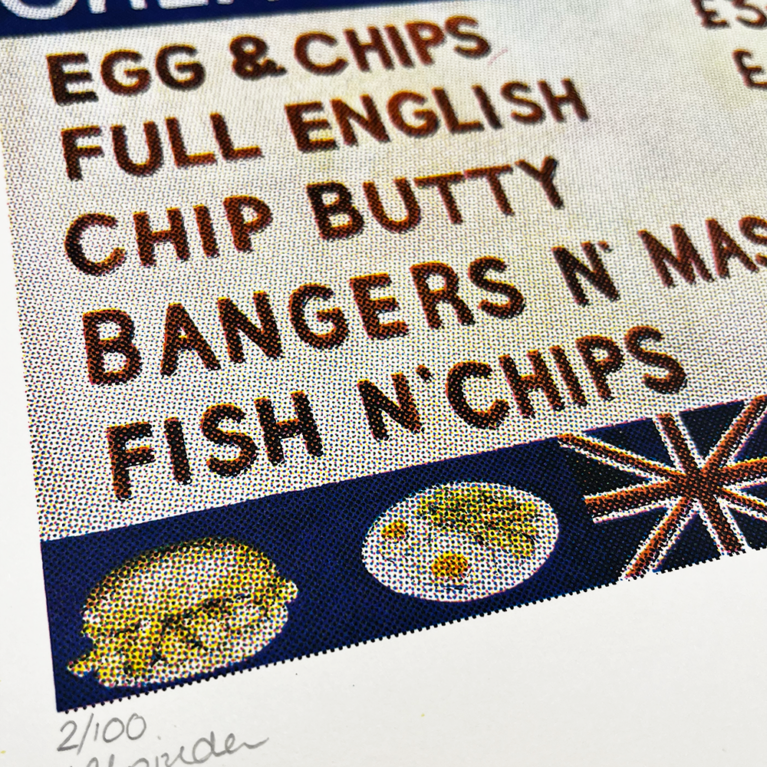 EGG & CHIPS
FULL ENGLISH
CHIP BUTTY
BANGERS N' MAS
FISH N'CHIPS
2/100